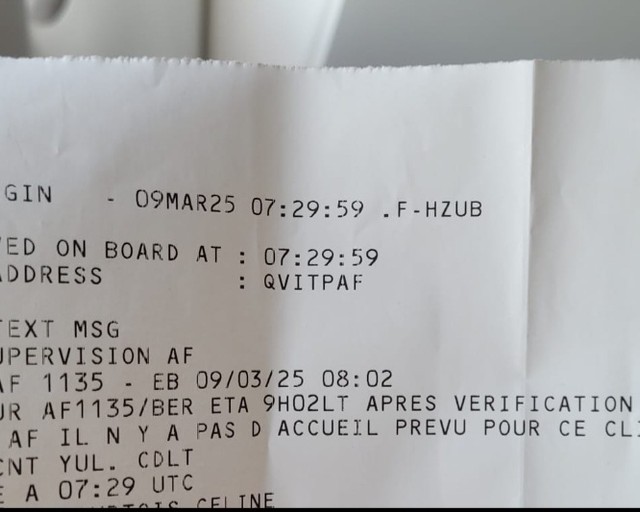 GIN - 09MAR25 07:29:59 .F-HZUB
ED ON BOARD AT : 07:29:59
ADDRESS : QVITPAF
TEXT MSG
UPERVISION AF
AF 1135 - EB 09/03/25 08:02
UR AF1135/BER ETA 9H02LT APRES VERIFICATION
AF IL N Y A PAS D ACCUEIL PREVU POUR CE CLI
CNT YUL. CDLT
E A 07:29 UTC
CELINE